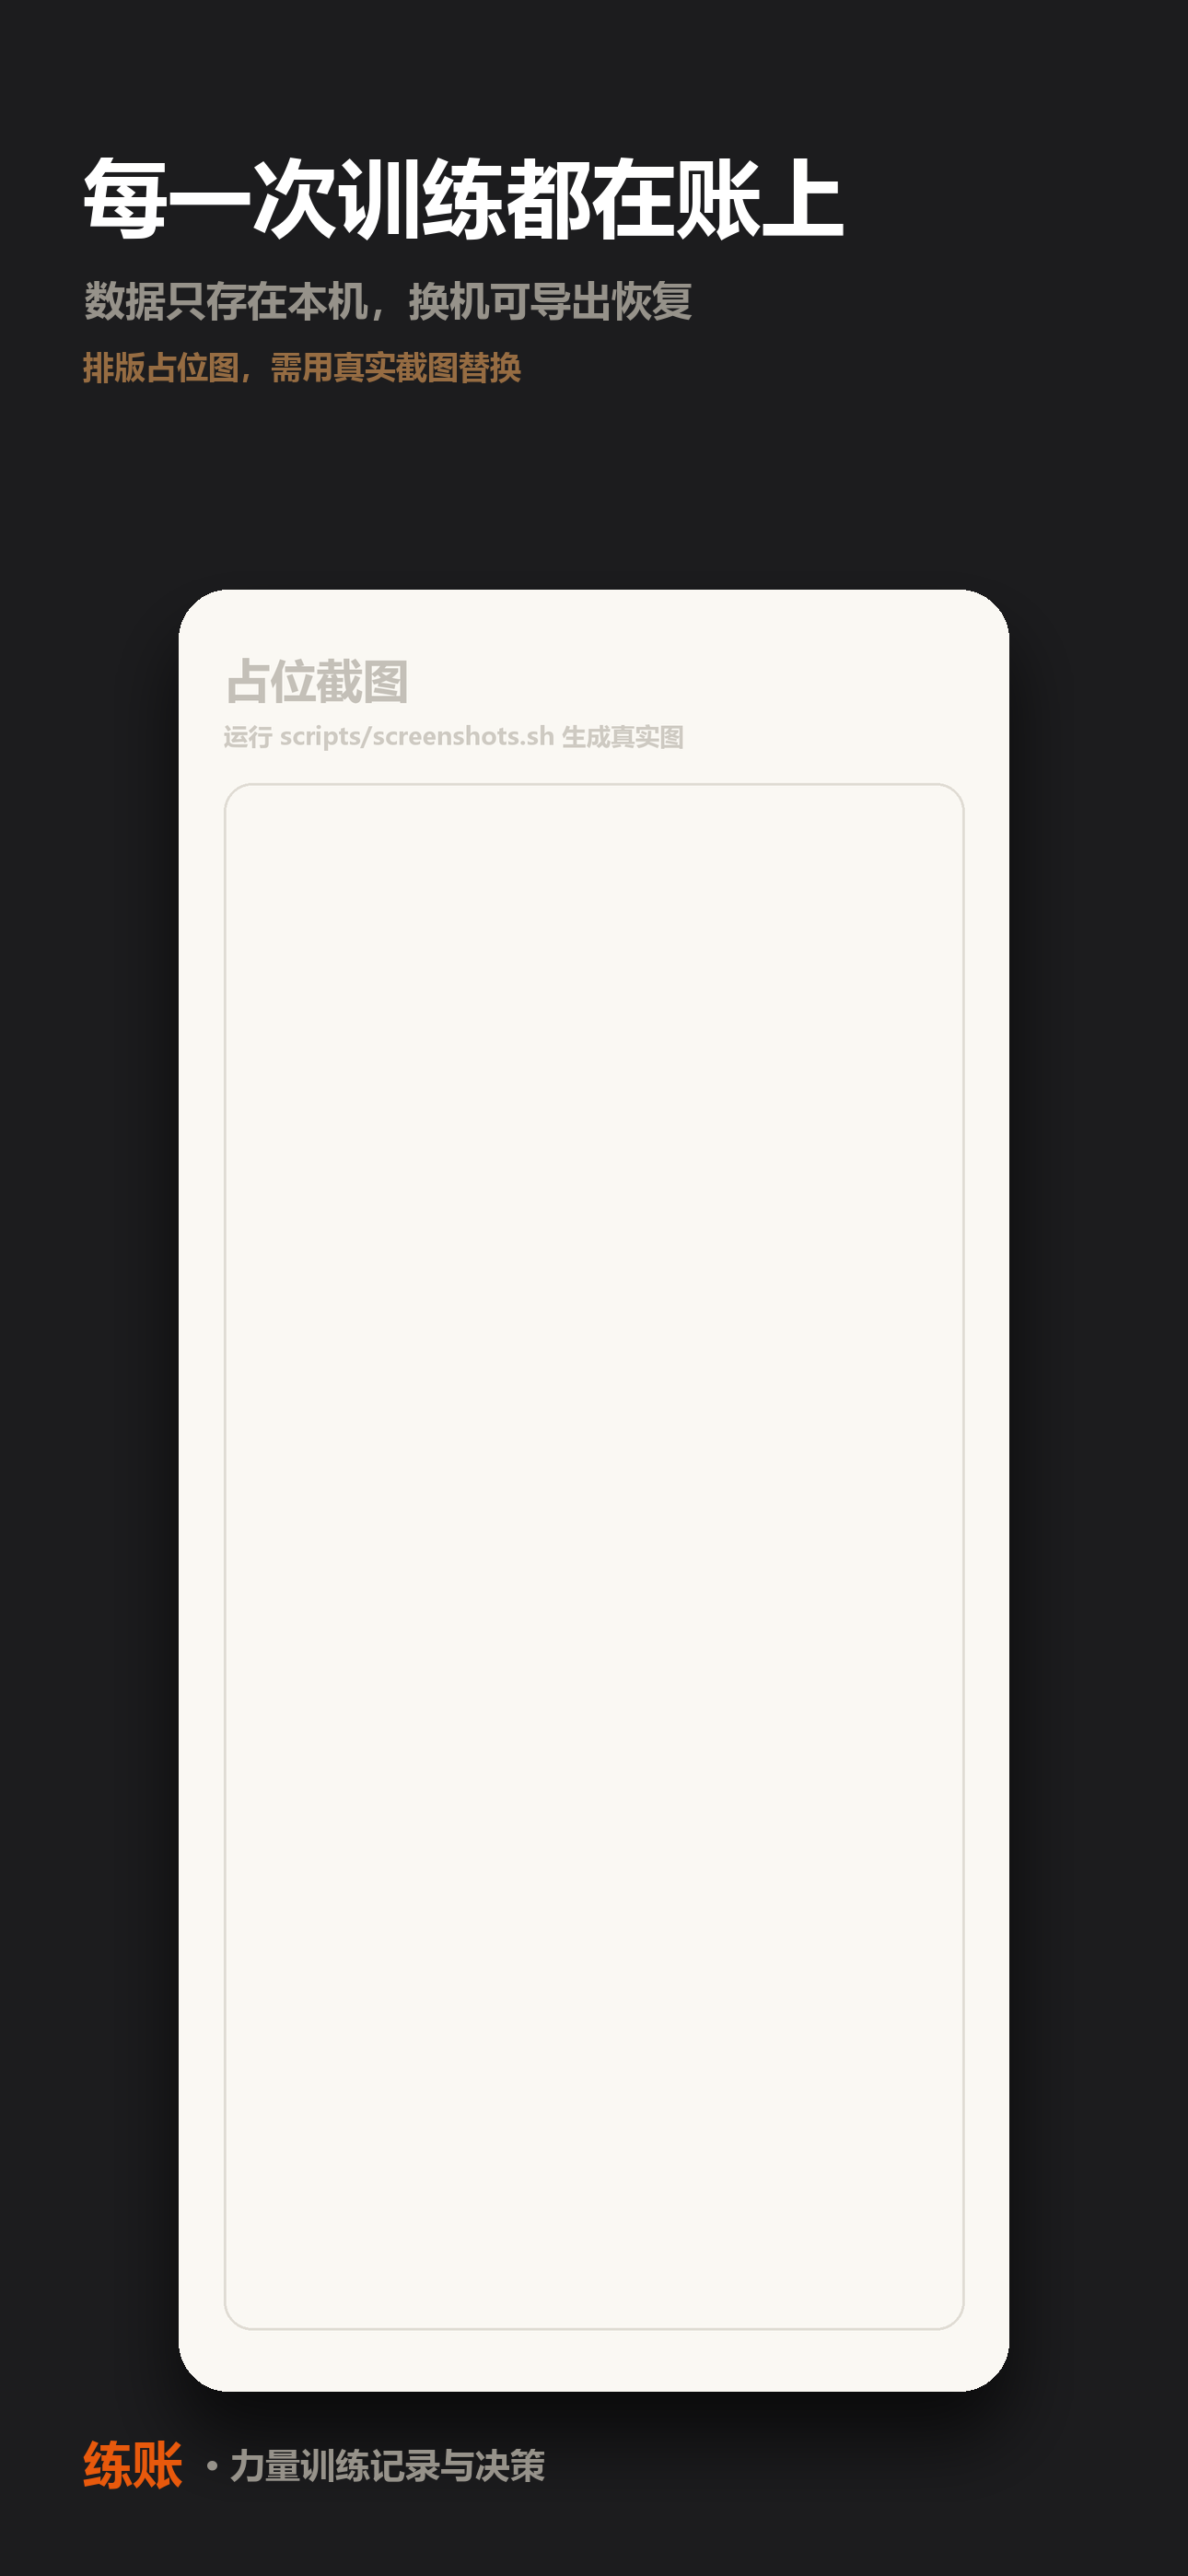 每一次训练都在账上
数据只存在本机，换机可导出恢复
排版占位图，需用真实截图替换
占位截图
运行 scripts/screenshots.sh 生成真实图
练账 · 力量训练记录与决策